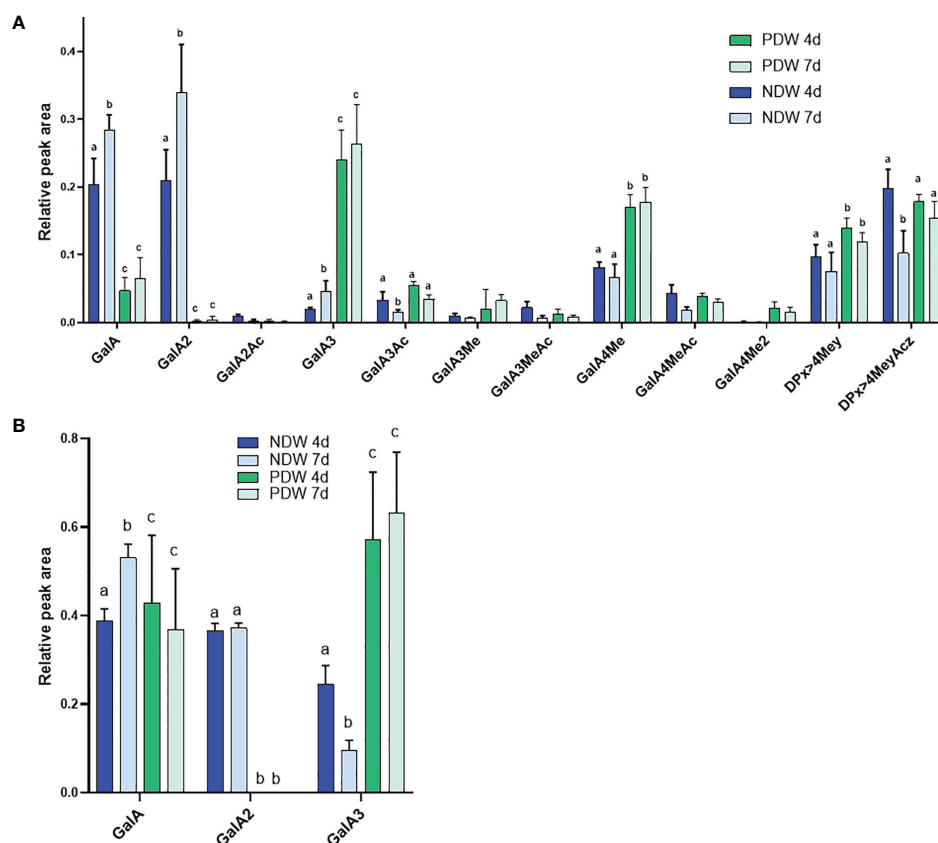 A
Relative peak area
0.4
0.3
0.2
0.1
0.0
PDW 4d
PDW 7d
NDW 4d
NDW 7d
a b c c
a b c c
a b c c
a b a a
a a b b
a a b b
a b a a
GalA
GalA2
GalA2Ac
GalA3
GalA3Ac
GalA3Me
GalA3MeAc
GalA4Me
GalA4MeAc
GalA4Me2
DPx>4Mey
DPx>4MeyAcz
B
Relative peak area
0.8
0.6
0.4
0.2
0.0
NDW 4d
NDW 7d
PDW 4d
PDW 7d
a b c c
a a b b
a b c c
GalA
GalA2
GalA3